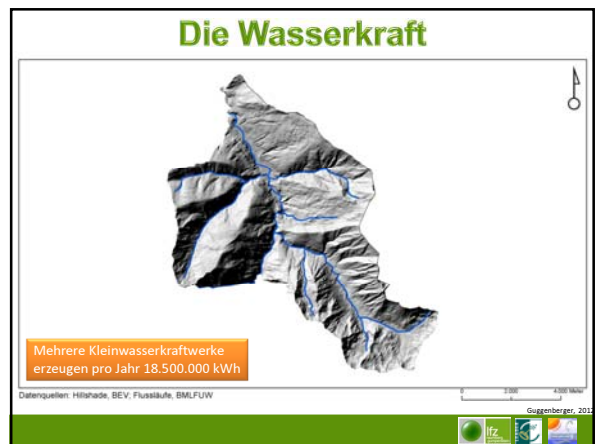 Die Wasserkraft
Mehrere Kleinwasserkraftwerke
erzeugen pro Jahr 18.500.000 kWh
Datenquellen: Hillshade, BEV; Flussläufe, BMLFUW
0 2.000 4.000 Meter
Guggenberger, 2012
lfz